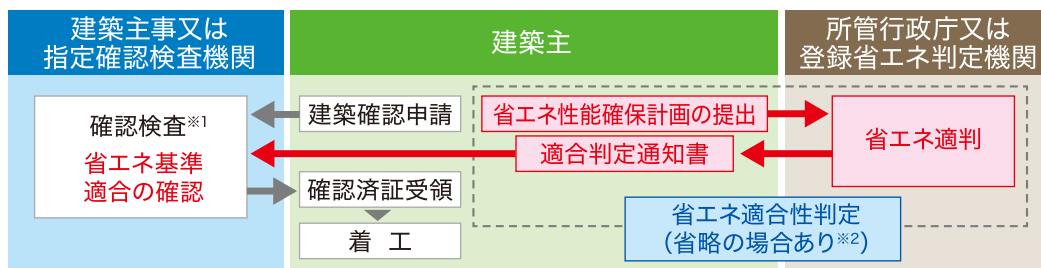 建築主事又は
指定確認検査機関
建築主
所管行政庁又は
登録省エネ判定機関
確認検査※1
省エネ基準
適合の確認
建築確認申請
省エネ性能確保計画の提出
適合判定通知書
省エネ適判
確認済証受領
着 工
省エネ適合性判定
（省略の場合あり※2）